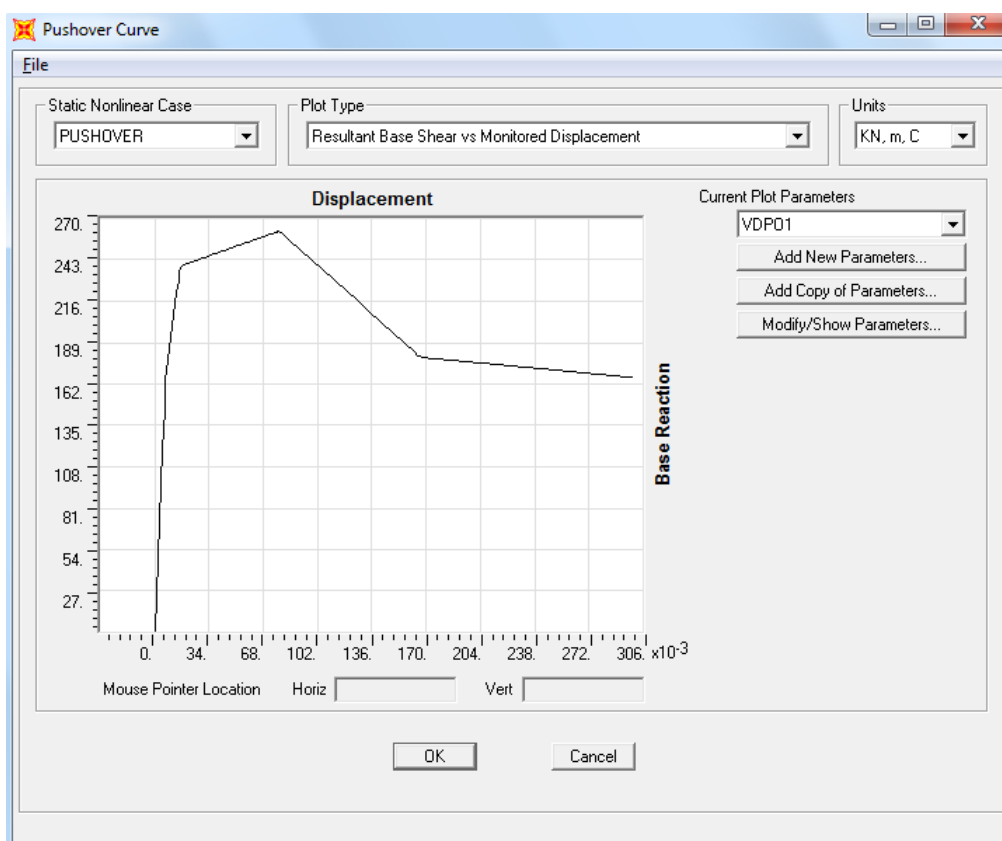 Pushover Curve
File
Static Nonlinear Case
PUSHOVER
Plot Type
Resultant Base Shear vs Monitored Displacement
Units
KN, m, C
Displacement
270.
243.
216.
189.
162.
135.
108.
81.
54.
27.
0. 34. 68. 102. 136. 170. 204. 238. 272. 306. x10-3
Base Reaction
Current Plot Parameters
VDPO1
Add New Parameters...
Add Copy of Parameters...
Modify/Show Parameters...
Mouse Pointer Location Horiz Vert
OK Cancel